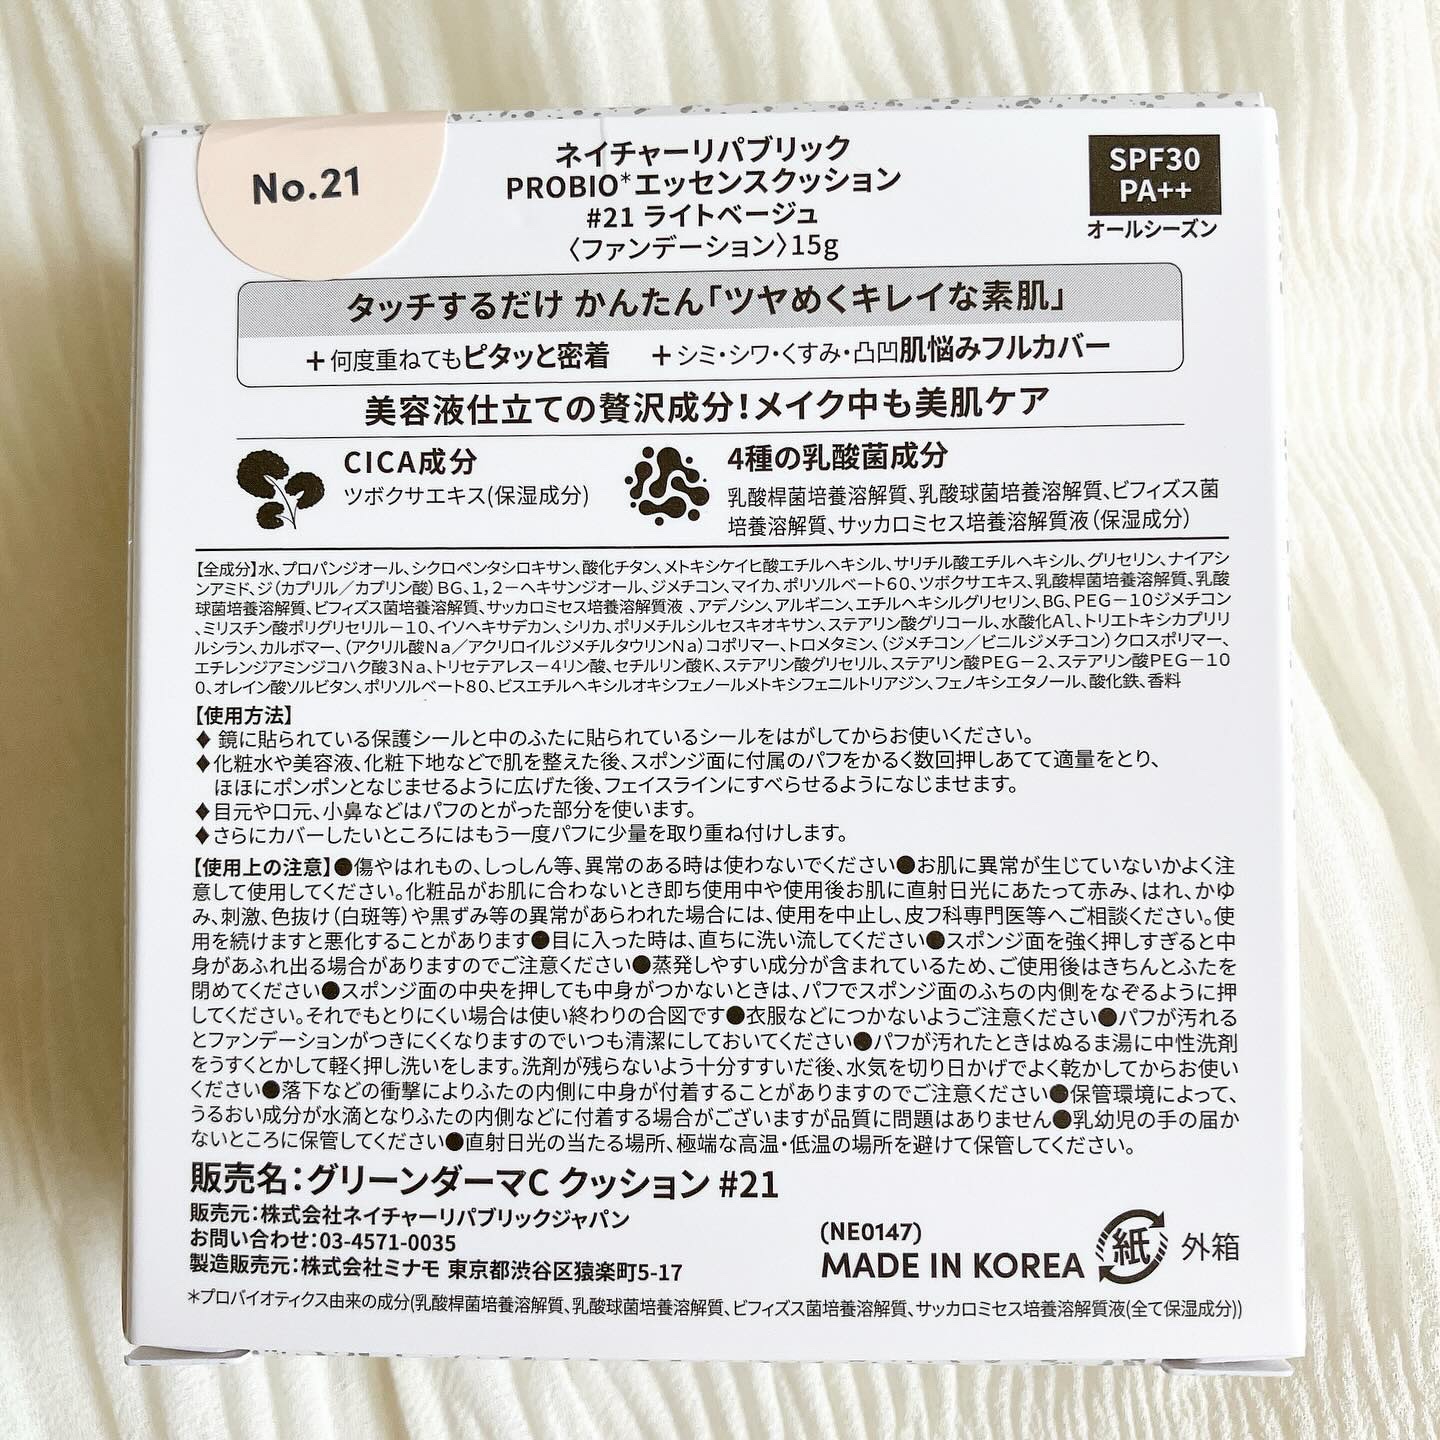 No.21
ネイチャーリパブリック
PROBIO*エッセンスクッション
#21 ライトベージュ
〈ファンデーション〉15g
SPF30
PA++
オールシーズン
タッチするだけ かんたん「ツヤめくキレイな素肌」
＋何度重ねてもピタッと密着 ＋シミ・シワ・くすみ・凸凹肌悩みフルカバー
美容液仕立ての贅沢成分！メイク中も美肌ケア
CICA成分
ツボクサエキス(保湿成分)
4種の乳酸菌成分
乳酸桿菌培養溶解質、乳酸球菌培養溶解質、ビフィズス菌
培養溶解質、サッカロミセス培養溶解質液（保湿成分）
【全成分】水、プロパンジオール、シクロペンタシロキサン、酸化チタン、メトキシケイヒ酸エチルヘキシル、サリチル酸エチルヘキシル、グリセリン、ナイアシ
ンアミド、ジ（カプリル／カプリン酸）BG、1，2－ヘキサンジオール、ジメチコン、マイカ、ポリソルベート60、ツボクサエキス、乳酸桿菌培養溶解質、乳酸
球菌培養溶解質、ビフィズス菌培養溶解質、サッカロミセス培養溶解質液 、アデノシン、アルギニン、エチルヘキシルグリセリン、BG、PEG－10ジメチコン
、ミリスチン酸ポリグリセリル－10、イソヘキサデカン、シリカ、ポリメチルシルセスキオキサン、ステアリン酸グリコール、水酸化Al、トリエトキシカプリリ
ルシラン、カルボマー、（アクリル酸Na／アクリロイルジメチルタウリンNa）コポリマー、トロメタミン、（ジメチコン／ビニルジメチコン）クロスポリマー、
エチレンジアミンジコハク酸3Na、トリセテアレス－4リン酸、セチルリン酸K、ステアリン酸グリセリル、ステアリン酸PEG－2、ステアリン酸PEG－10
0、オレイン酸ソルビタン、ポリソルベート80、ビスエチルヘキシルオキシフェノールメトキシフェニルトリアジン、フェノキシエタノール、酸化鉄、香料
【使用方法】
♦ 鏡に貼られている保護シールと中のふたに貼られているシールをはがしてからお使いください。
♦化粧水や美容液、化粧下地などで肌を整えた後、スポンジ面に付属のパフをかるく数回押しあてて適量をとり、
ほほにポンポンとなじませるように広げた後、フェイスラインにすべらせるようになじませます。
♦目元や口元、小鼻などはパフのとがった部分を使います。
♦さらにカバーしたいところにはもう一度パフに少量を取り重ね付けします。
【使用上の注意】●傷やはれもの、しっしん等、異常のある時は使わないでください●お肌に異常が生じていないかよく注
意して使用してください。化粧品がお肌に合わないとき即ち使用中や使用後お肌に直射日光にあたって赤み、はれ、かゆ
み、刺激、色抜け（白斑等）や黒ずみ等の異常があらわれた場合には、使用を中止し、皮フ科専門医等へご相談ください。使
用を続けますと悪化することがあります●目に入った時は、直ちに洗い流してください●スポンジ面を強く押しすぎると中
身があふれ出る場合がありますのでご注意ください●蒸発しやすい成分が含まれているため、ご使用後はきちんとふたを
閉めてください●スポンジ面の中央を押しても中身がつかないときは、パフでスポンジ面のふちの内側をなぞるように押
してください。それでもとりにくい場合は使い終わりの合図です●衣服などにつかないようご注意ください●パフが汚れる
とファンデーションがつきにくくなりますのでいつも清潔にしておいてください●パフが汚れたときはぬるま湯に中性洗剤
をうすくとかして軽く押し洗いをします。洗剤が残らないよう十分すすいだ後、水気を切り日かげでよく乾かしてからお使い
ください●落下などの衝撃によりふたの内側に中身が付着することがありますのでご注意ください●保管環境によって、
うるおい成分が水滴となりふたの内側などに付着する場合がございますが品質に問題はありません●乳幼児の手の届か
ないところに保管してください●直射日光の当たる場所、極端な高温・低温の場所を避けて保管してください。
販売名：グリーンダーマC クッション #21
販売元：株式会社ネイチャーリパブリックジャパン
お問い合わせ：03-4571-0035
製造販売元：株式会社ミナモ 東京都渋谷区猿楽町5-17
(NE0147)
MADE IN KOREA
紙 外箱
*プロバイオティクス由来の成分(乳酸桿菌培養溶解質、乳酸球菌培養溶解質、ビフィズス菌培養溶解質、サッカロミセス培養溶解質液(全て保湿成分))